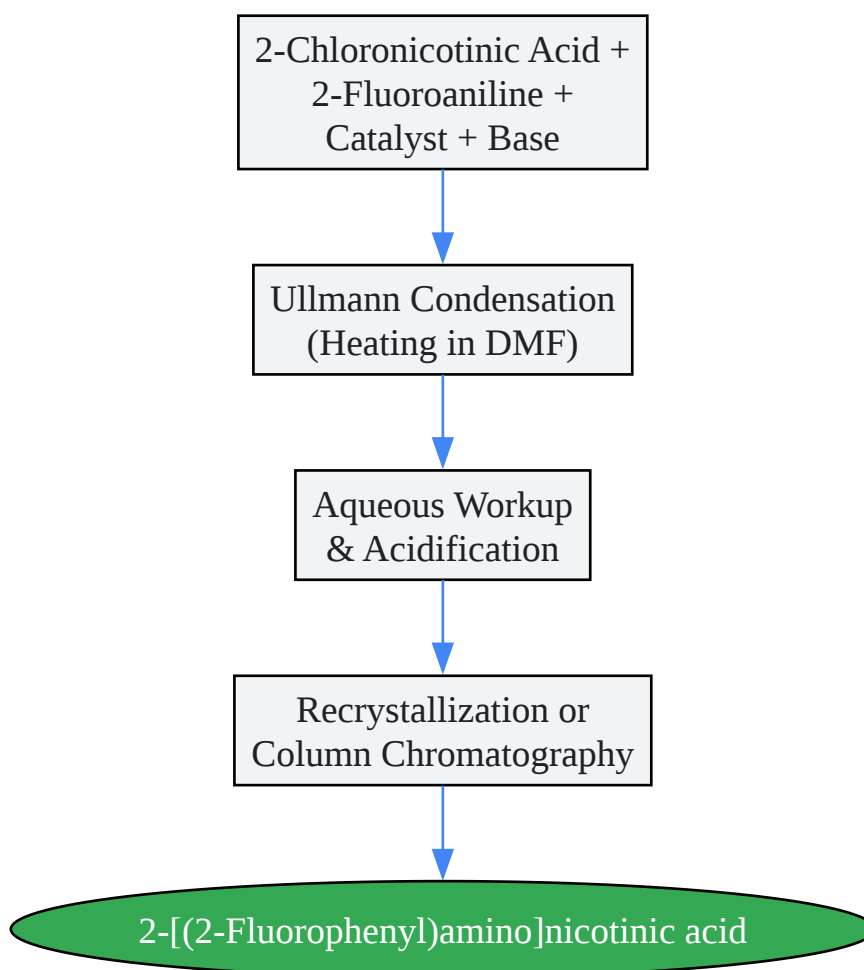 2-Chloronicotinic Acid +
2-Fluoroaniline +
Catalyst + Base
Ullmann Condensation
(Heating in DMF)
Aqueous Workup
& Acidification
Recrystallization or
Column Chromatography
2-[(2-Fluorophenyl)amino]nicotinic acid